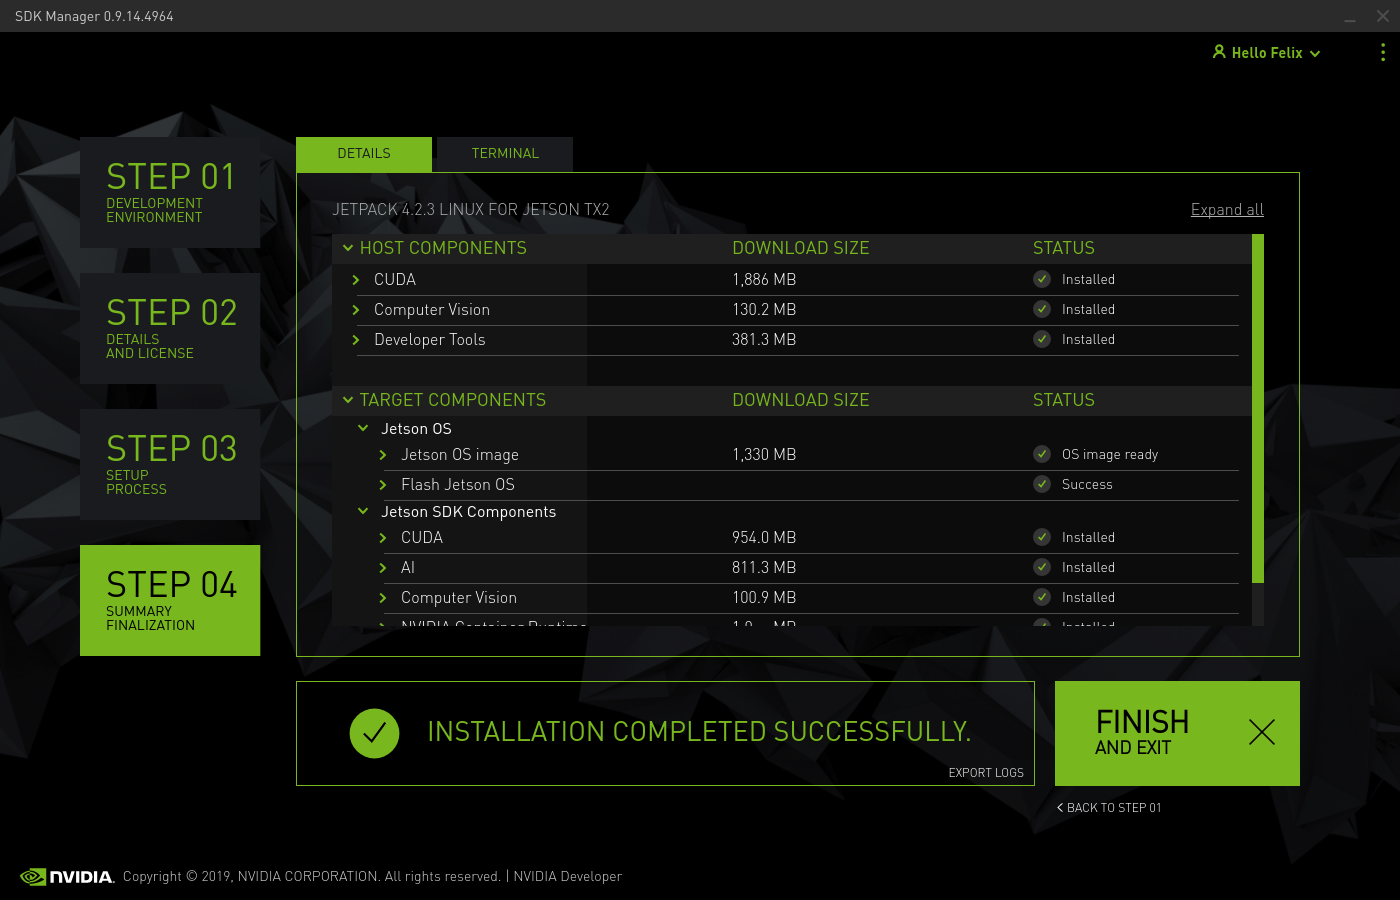 SDK Manager 0.9.14.4964
Hello Felix
STEP 01
DEVELOPMENT
ENVIRONMENT
STEP 02
DETAILS
AND LICENSE
STEP 03
SETUP
PROCESS
STEP 04
SUMMARY
FINALIZATION
DETAILS TERMINAL
JETPACK 4.2.3 LINUX FOR JETSON TX2 Expand all
HOST COMPONENTS DOWNLOAD SIZE STATUS
CUDA 1,886 MB Installed
Computer Vision 130.2 MB Installed
Developer Tools 381.3 MB Installed
TARGET COMPONENTS DOWNLOAD SIZE STATUS
Jetson OS
Jetson OS image 1,330 MB OS image ready
Flash Jetson OS Success
Jetson SDK Components
CUDA 954.0 MB Installed
AI 811.3 MB Installed
Computer Vision 100.9 MB Installed
NVIDIA Container Runtime MB Installed
INSTALLATION COMPLETED SUCCESSFULLY.
EXPORT LOGS
FINISH
AND EXIT
BACK TO STEP 01
NVIDIA. Copyright © 2019, NVIDIA CORPORATION. All rights reserved. | NVIDIA Developer